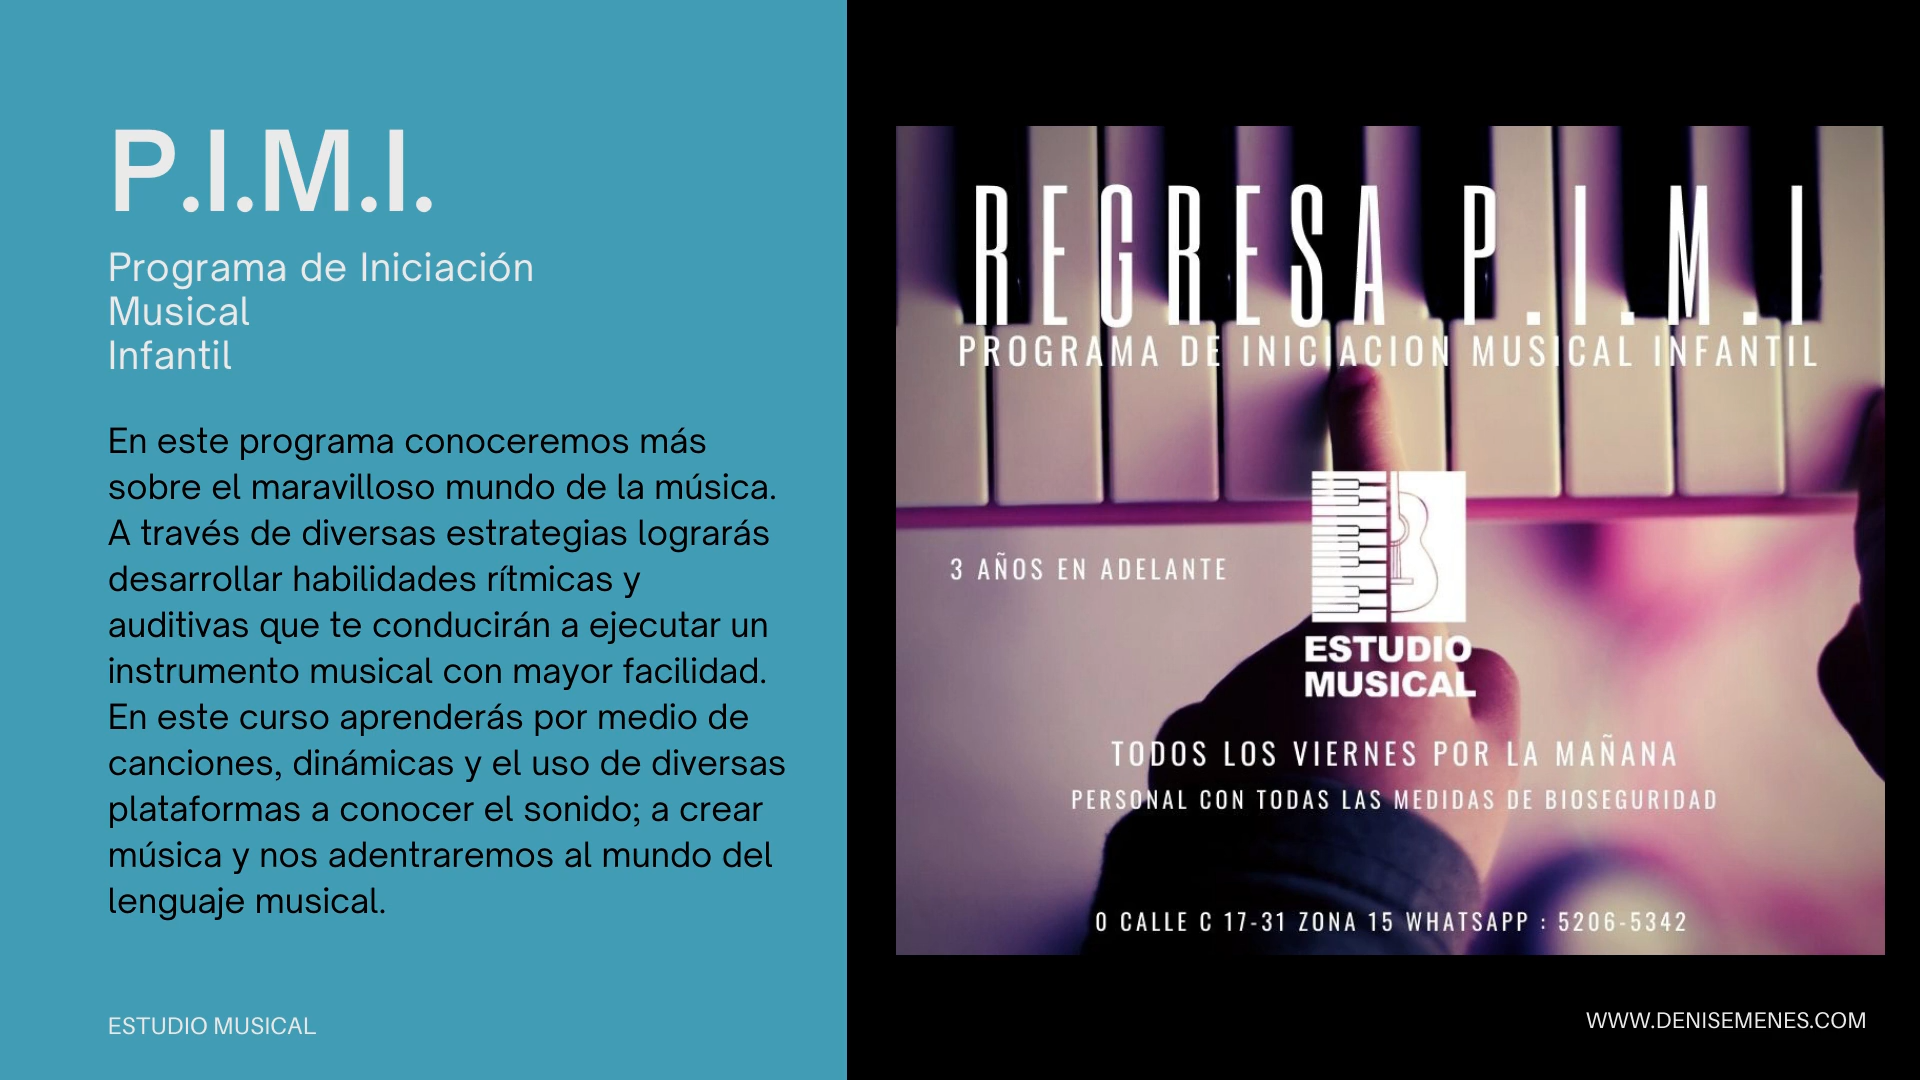 P.I.M.I.
Programa de Iniciación
Musical
Infantil
En este programa conoceremos más
sobre el maravilloso mundo de la música.
A través de diversas estrategias lograrás
desarrollar habilidades rítmicas y
auditivas que te conducirán a ejecutar un
instrumento musical con mayor facilidad.
En este curso aprenderás por medio de
canciones, dinámicas y el uso de diversas
plataformas a conocer el sonido; a crear
música y nos adentraremos al mundo del
lenguaje musical.
ESTUDIO MUSICAL
REGRESA P.I.M.I
PROGRAMA DE INICIACION MUSICAL INFANTIL
3 AÑOS EN ADELANTE
ESTUDIO
MUSICAL
TODOS LOS VIERNES POR LA MAÑANA
PERSONAL CON TODAS LAS MEDIDAS DE BIOSEGURIDAD
0 CALLE C 17-31 ZONA 15 WHATSAPP : 5206-5342
WWW.DENISEMENES.COM